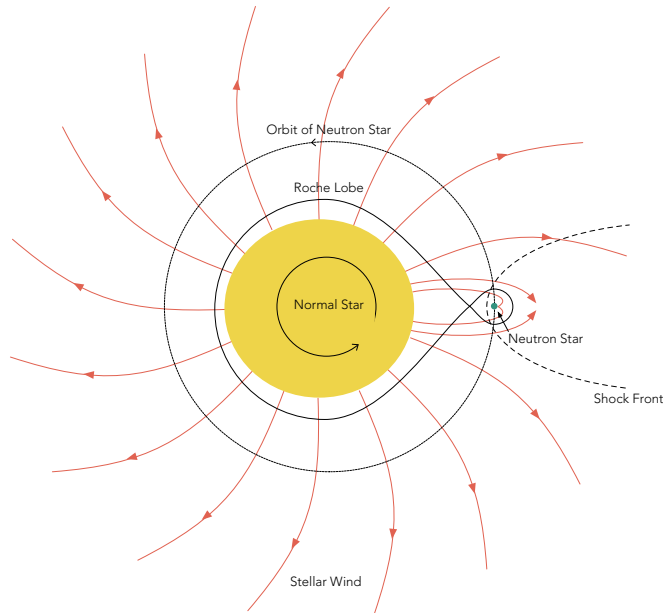 Orbit of Neutron Star
Roche Lobe
Normal Star
Neutron Star
Shock Front
Stellar Wind